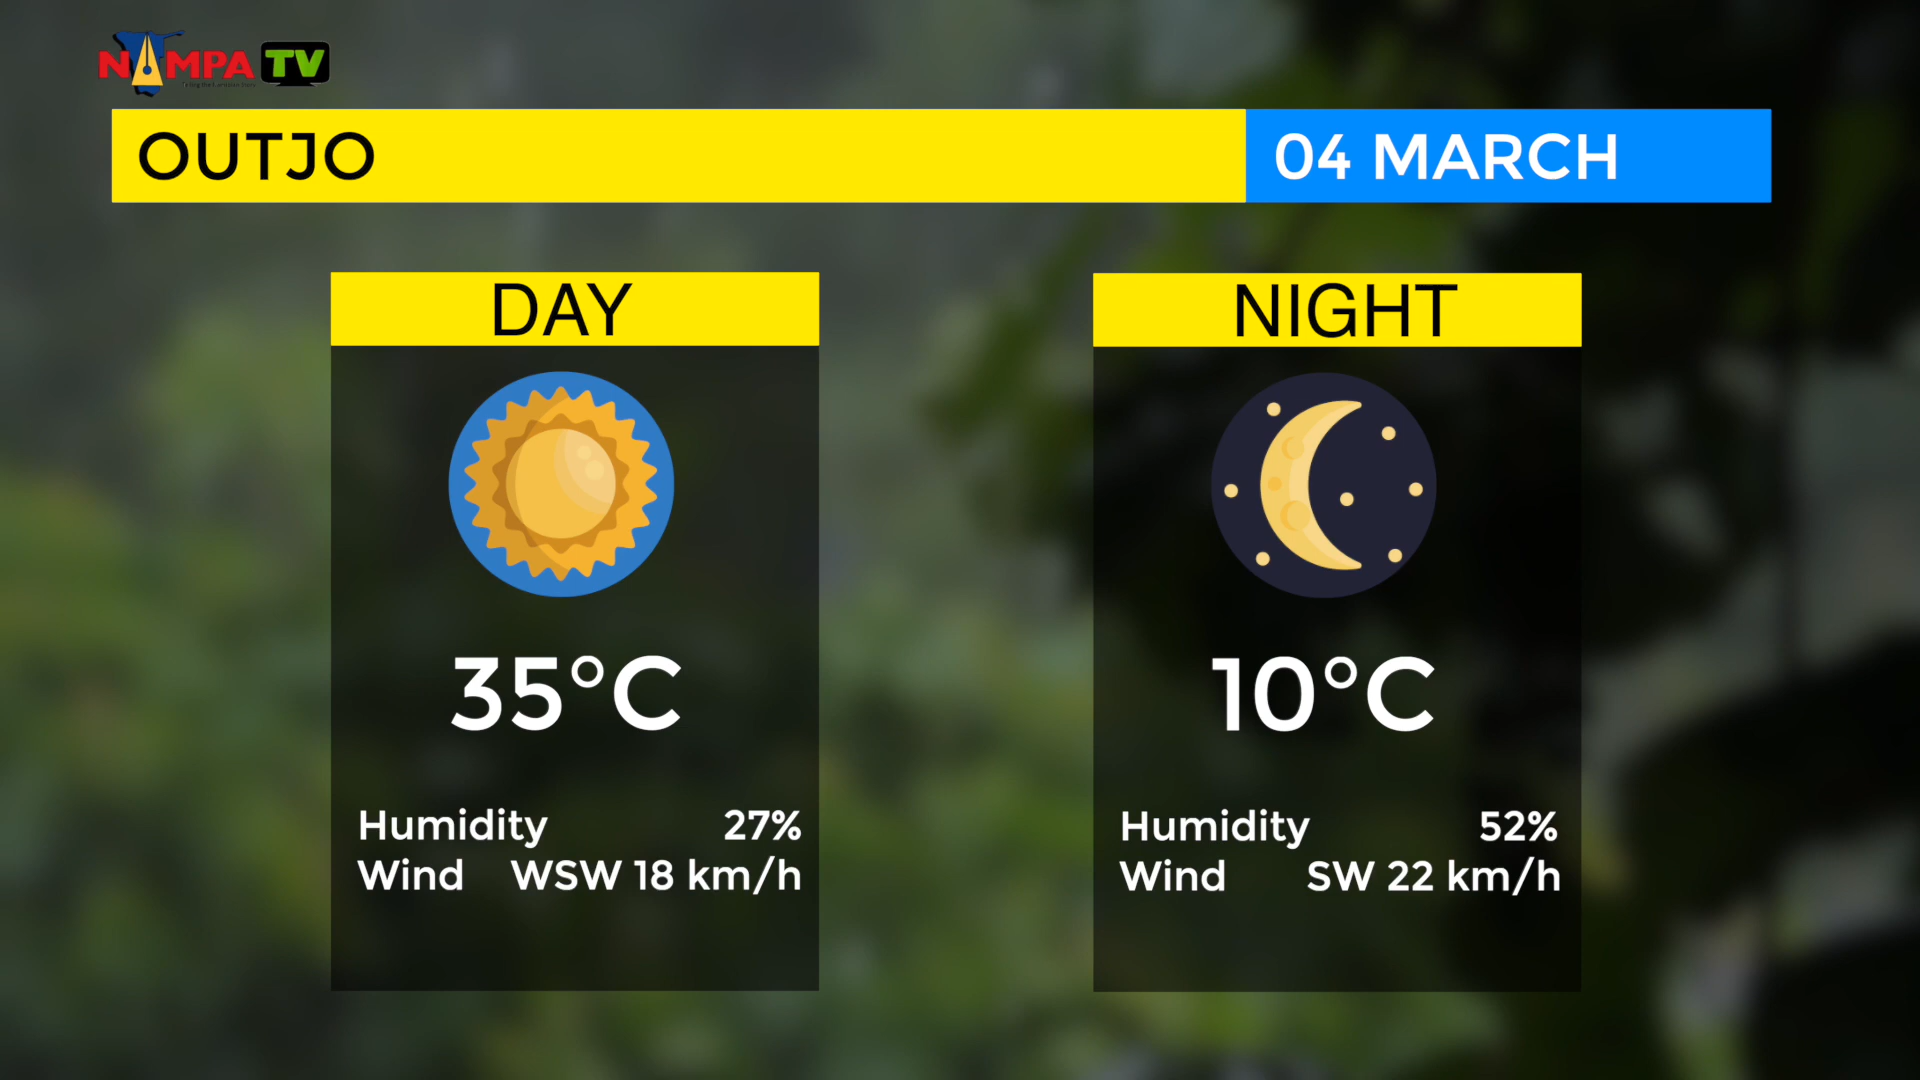 NAMPA TV
OUTJO
04 MARCH
DAY
35°C
Humidity 27%
Wind WSW 18 km/h
NIGHT
10°C
Humidity 52%
Wind SW 22 km/h